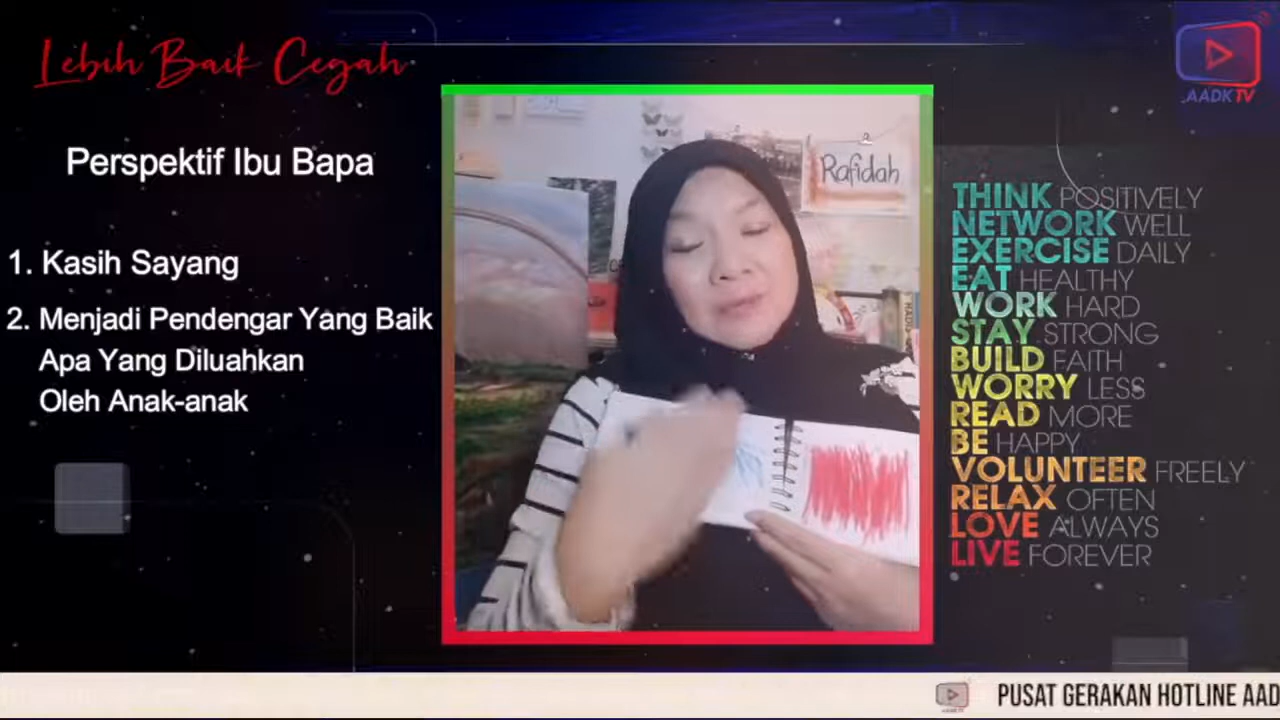 Lebih Baik Cegah
AADKTV
Perspektif Ibu Bapa
1. Kasih Sayang
2. Menjadi Pendengar Yang Baik
Apa Yang Diluahkan
Oleh Anak-anak
Rafidah
THINK POSITIVELY
NETWORK WELL
EXERCISE DAILY
EAT HEALTHY
WORK HARD
STAY STRONG
BUILD FAITH
WORRY LESS
READ MORE
BE HAPPY
VOLUNTEER FREELY
RELAX OFTEN
LOVE ALWAYS
LIVE FOREVER
PUSAT GERAKAN HOTLINE AAD